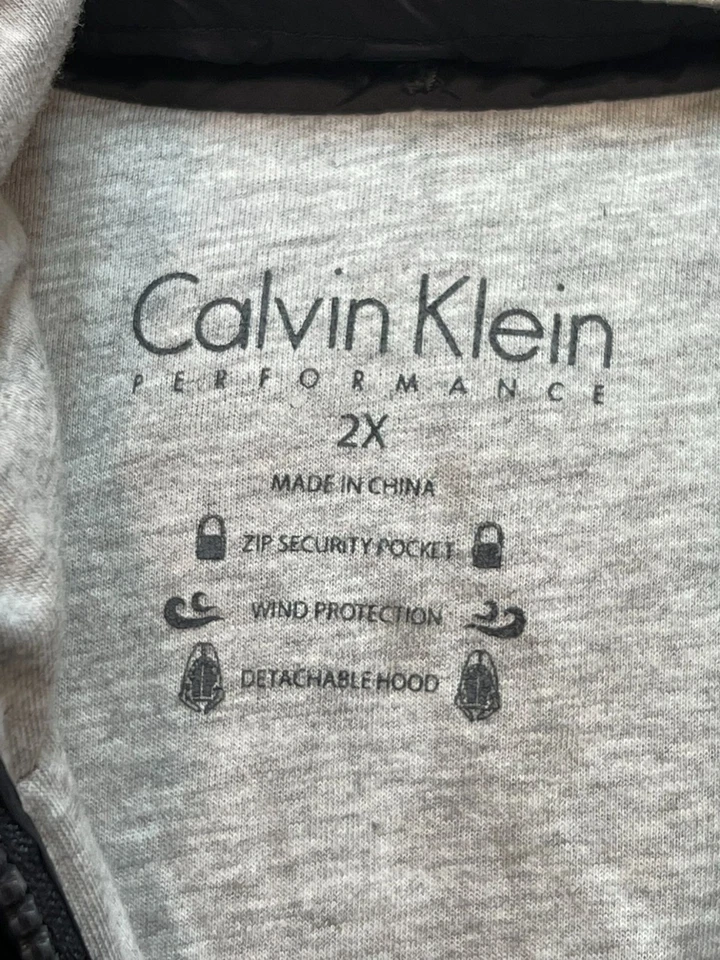 Calvin Klein
PERFORMANCE
2X
MADE IN CHINA
ZIP SECURITY POCKET
WIND PROTECTION
DETACHABLE HOOD